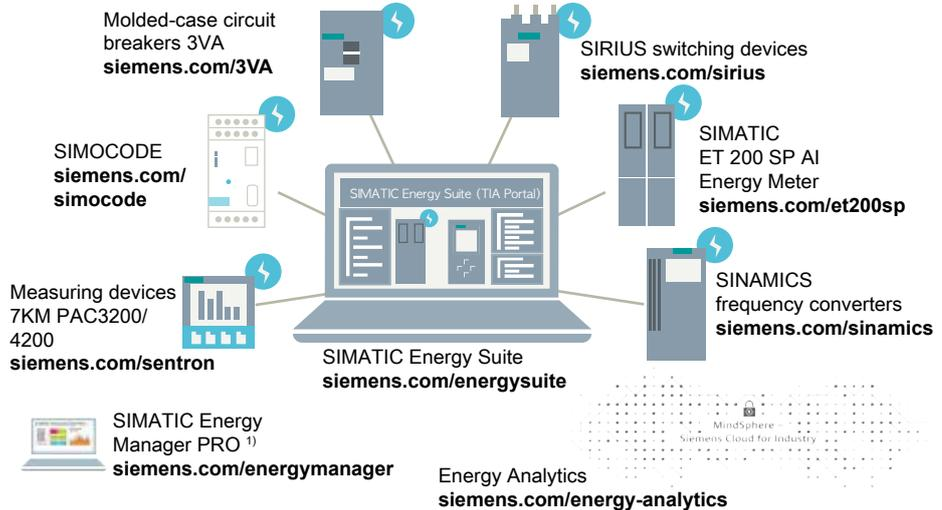 Molded-case circuit
breakers 3VA
siemens.com/3VA
SIRIUS switching devices
siemens.com/sirius
SIMOCODE
siemens.com/
simocode
SIMATIC
ET 200 SP AI
Energy Meter
siemens.com/et200sp
SIMATIC Energy Suite (TIA Portal)
Measuring devices
7KM PAC3200/
4200
siemens.com/sentron
SINAMICS
frequency converters
siemens.com/sinamics
SIMATIC Energy Suite
siemens.com/energysuite
SIMATIC Energy
Manager PRO 1)
siemens.com/energymanager
MindSphere -
Siemens Cloud for Industry
Energy Analytics
siemens.com/energy-analytics